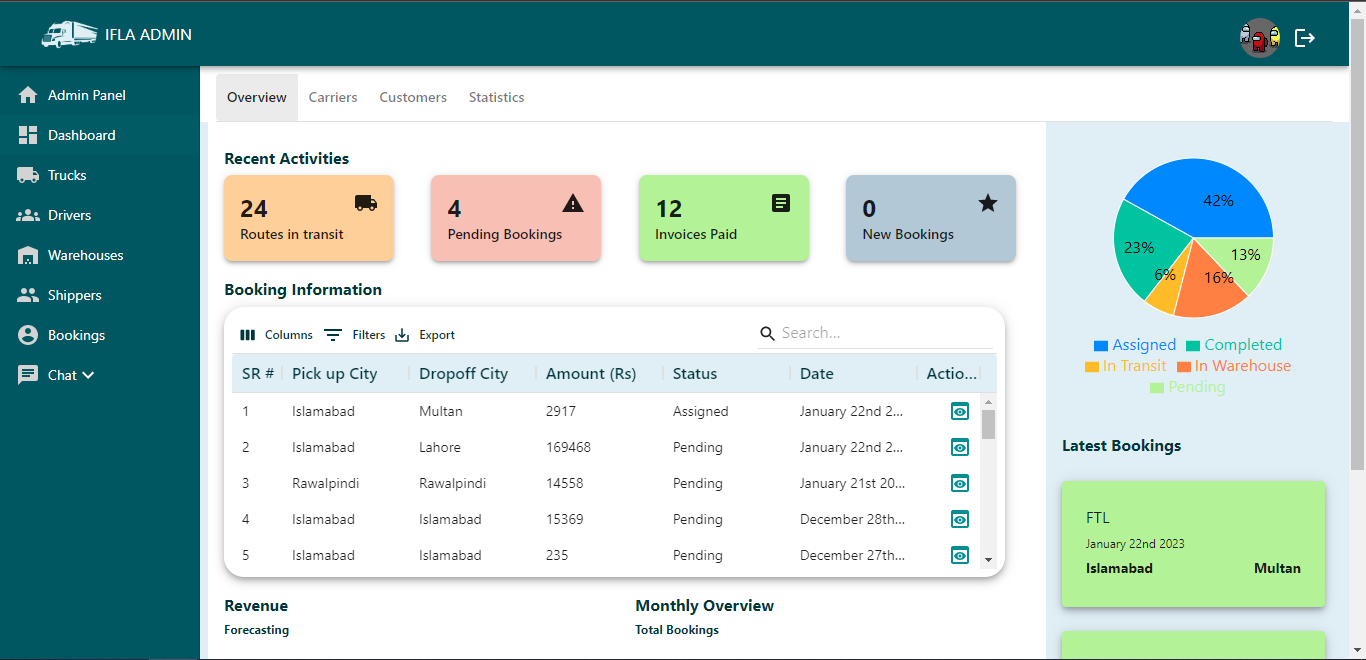 IFLA ADMIN
Admin Panel
Dashboard
Trucks
Drivers
Warehouses
Shippers
Bookings
Chat
Overview Carriers Customers Statistics
Recent Activities
24
Routes in transit
4
Pending Bookings
12
Invoices Paid
0
New Bookings
Booking Information
Columns Filters Export Search...
SR # Pick up City Dropoff City Amount (Rs) Status Date Actio...
1 Islamabad Multan 2917 Assigned January 22nd 2...
2 Islamabad Lahore 169468 Pending January 22nd 2...
3 Rawalpindi Rawalpindi 14558 Pending January 21st 20...
4 Islamabad Islamabad 15369 Pending December 28th...
5 Islamabad Islamabad 235 Pending December 27th...
Revenue
Forecasting
Monthly Overview
Total Bookings
42%
23%
13%
6%
16%
Assigned Completed
In Transit In Warehouse
Pending
Latest Bookings
FTL
January 22nd 2023
Islamabad Multan